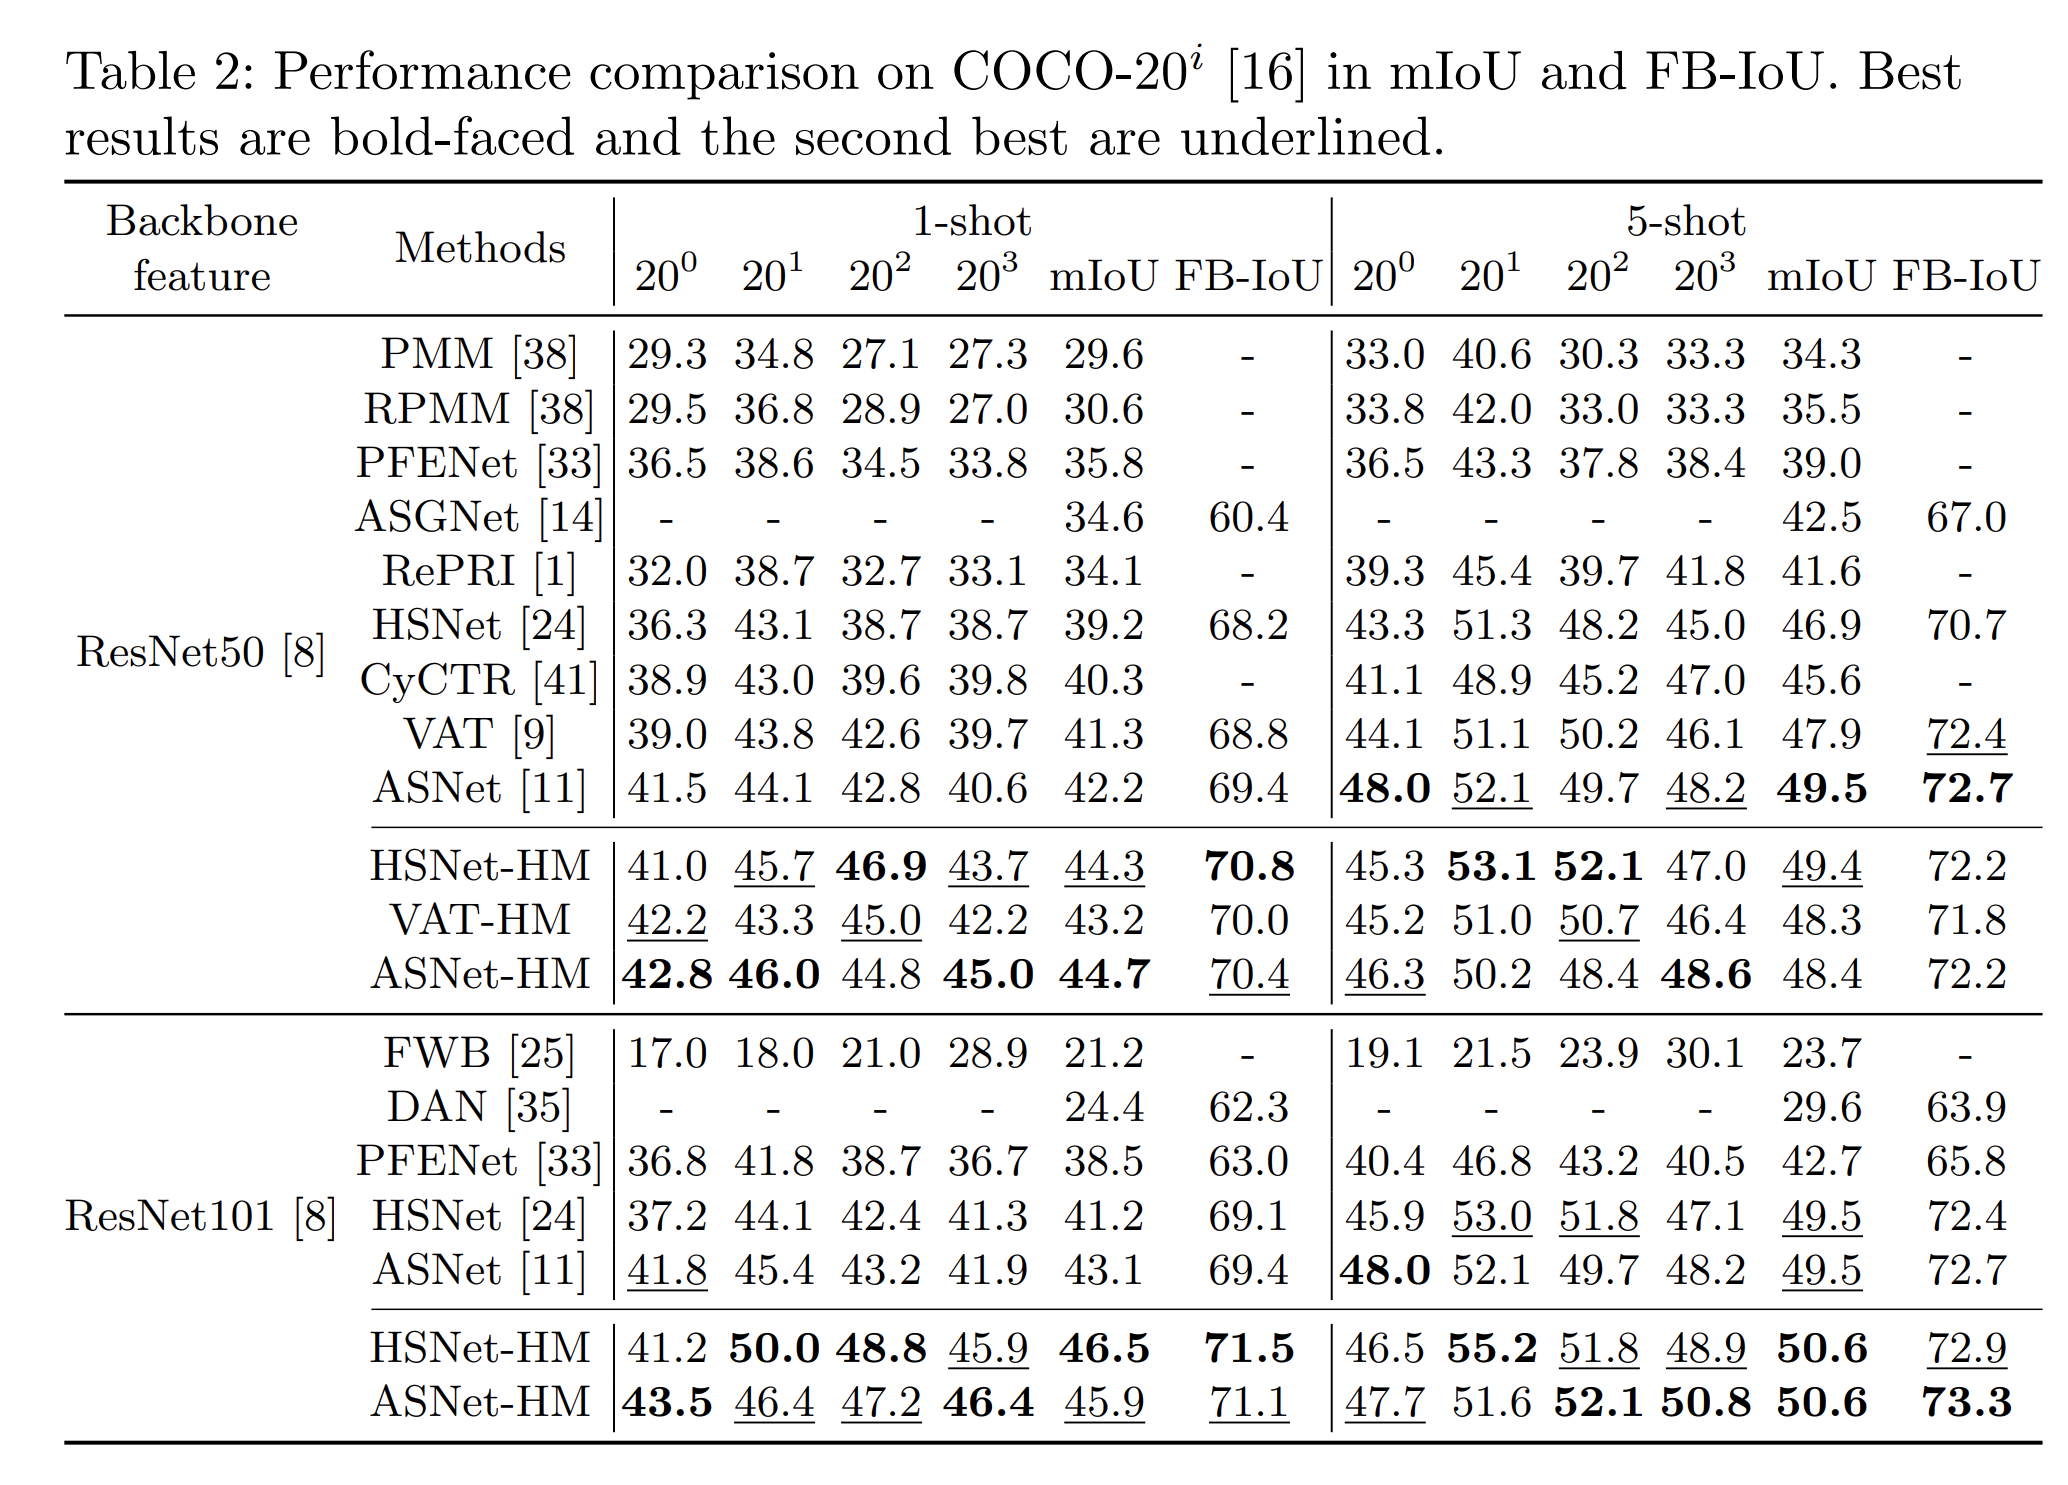 Table 2: Performance comparison on COCO-20^i [16] in mIoU and FB-IoU. Best
results are bold-faced and the second best are underlined.
Backbone feature Methods 1-shot 5-shot
20^0 20^1 20^2 20^3 mIoU FB-IoU 20^0 20^1 20^2 20^3 mIoU FB-IoU
PMM [38] 29.3 34.8 27.1 27.3 29.6 - 33.0 40.6 30.3 33.3 34.3 -
RPMM [38] 29.5 36.8 28.9 27.0 30.6 - 33.8 42.0 33.0 33.3 35.5 -
PFENet [33] 36.5 38.6 34.5 33.8 35.8 - 36.5 43.3 37.8 38.4 39.0 -
ASGNet [14] - - - - 34.6 60.4 - - - - 42.5 67.0
RePRI [1] 32.0 38.7 32.7 33.1 34.1 - 39.3 45.4 39.7 41.8 41.6 -
ResNet50 [8] HSNet [24] 36.3 43.1 38.7 38.7 39.2 68.2 43.3 51.3 48.2 45.0 46.9 70.7
CyCTR [41] 38.9 43.0 39.6 39.8 40.3 - 41.1 48.9 45.2 47.0 45.6 -
VAT [9] 39.0 43.8 42.6 39.7 41.3 68.8 44.1 51.1 50.2 46.1 47.9 72.4
ASNet [11] 41.5 44.1 42.8 40.6 42.2 69.4 48.0 52.1 49.7 48.2 49.5 72.7
HSNet-HM 41.0 45.7 46.9 43.7 44.3 70.8 45.3 53.1 52.1 47.0 49.4 72.2
VAT-HM 42.2 43.3 45.0 42.2 43.2 70.0 45.2 51.0 50.7 46.4 48.3 71.8
ASNet-HM 42.8 46.0 44.8 45.0 44.7 70.4 46.3 50.2 48.4 48.6 48.4 72.2
FWB [25] 17.0 18.0 21.0 28.9 21.2 - 19.1 21.5 23.9 30.1 23.7 -
DAN [35] - - - - 24.4 62.3 - - - - 29.6 63.9
PFENet [33] 36.8 41.8 38.7 36.7 38.5 63.0 40.4 46.8 43.2 40.5 42.7 65.8
ResNet101 [8] HSNet [24] 37.2 44.1 42.4 41.3 41.2 69.1 45.9 53.0 51.8 47.1 49.5 72.4
ASNet [11] 41.8 45.4 43.2 41.9 43.1 69.4 48.0 52.1 49.7 48.2 49.5 72.7
HSNet-HM 41.2 50.0 48.8 45.9 46.5 71.5 46.5 55.2 51.8 48.9 50.6 72.9
ASNet-HM 43.5 46.4 47.2 46.4 45.9 71.1 47.7 51.6 52.1 50.8 50.6 73.3